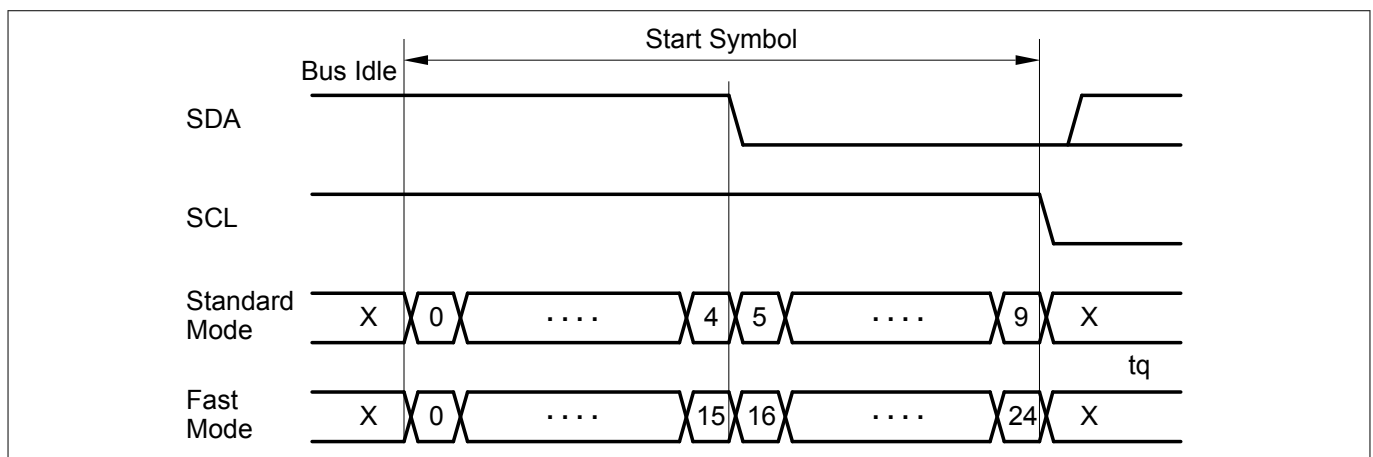 Start Symbol
Bus Idle
SDA
SCL
Standard
Mode
X 0 .... 4 5 .... 9 X
tq
Fast
Mode
X 0 .... 15 16 .... 24 X